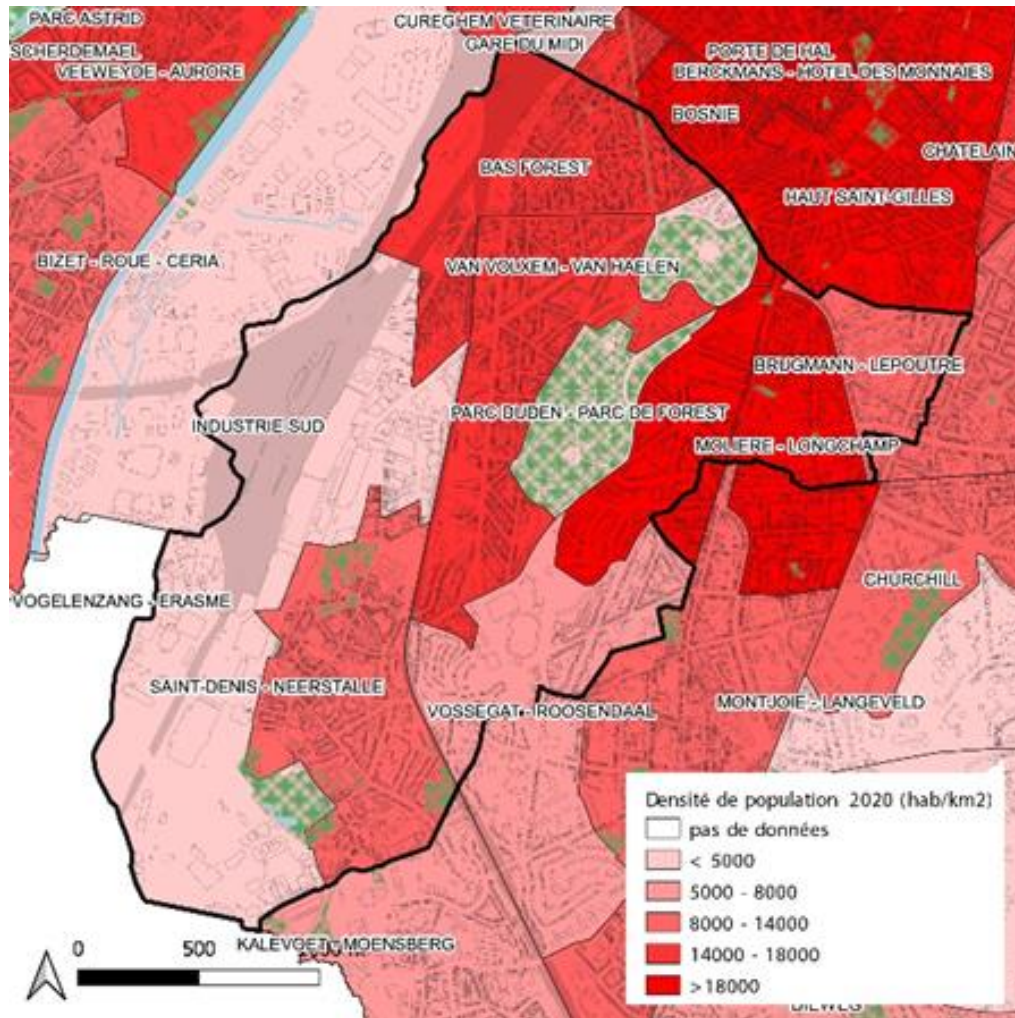 PARC ASTRID
CUREGHEM VETERINAIRE
GARE DU MIDI
SCHERDEMAEL
VEEWEYDE - AURORE
PORTE DE HAL
BERCKMANS - HOTEL DES MONNAIES
BOSNIE
CHATELAIN
BAS FOREST
HAUT SAINT-GILLES
BIZET - ROUE - CERIA
VAN VOLXEM - VAN HAELEN
BRUGMANN - LEPOUTRE
INDUSTRIE SUD
PARC DUDEN - PARC DE FOREST
MOLIERE - LONGCHAMP
CHURCHILL
VOGELENZANG - ERASME
SAINT-DENIS - NEERSTALLE
VOSSEGAT - ROOSENDAAL
MONTJOIE - LANGEVELD
Densité de population 2020 (hab/km2)
pas de données
< 5000
5000 - 8000
8000 - 14000
14000 - 18000
>18000
KALEVOET - MOENSBERG
0 500
DIEWEG